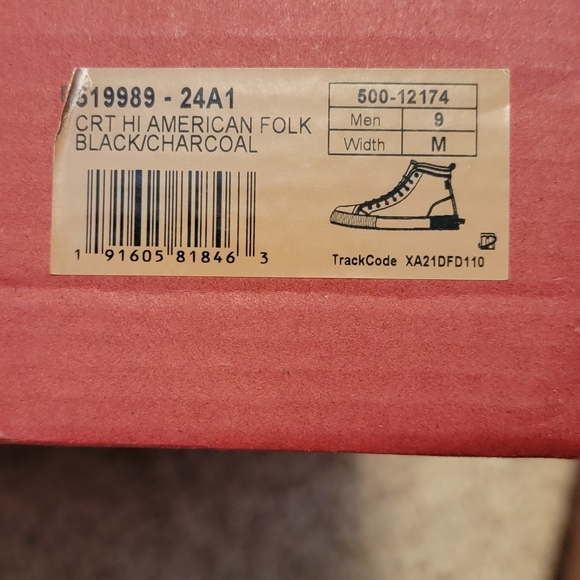 519989 - 24A1
CRT HI AMERICAN FOLK
BLACK/CHARCOAL
1 91605 81846 3
500-12174
Men 9
Width M
TrackCode XA21DFD110